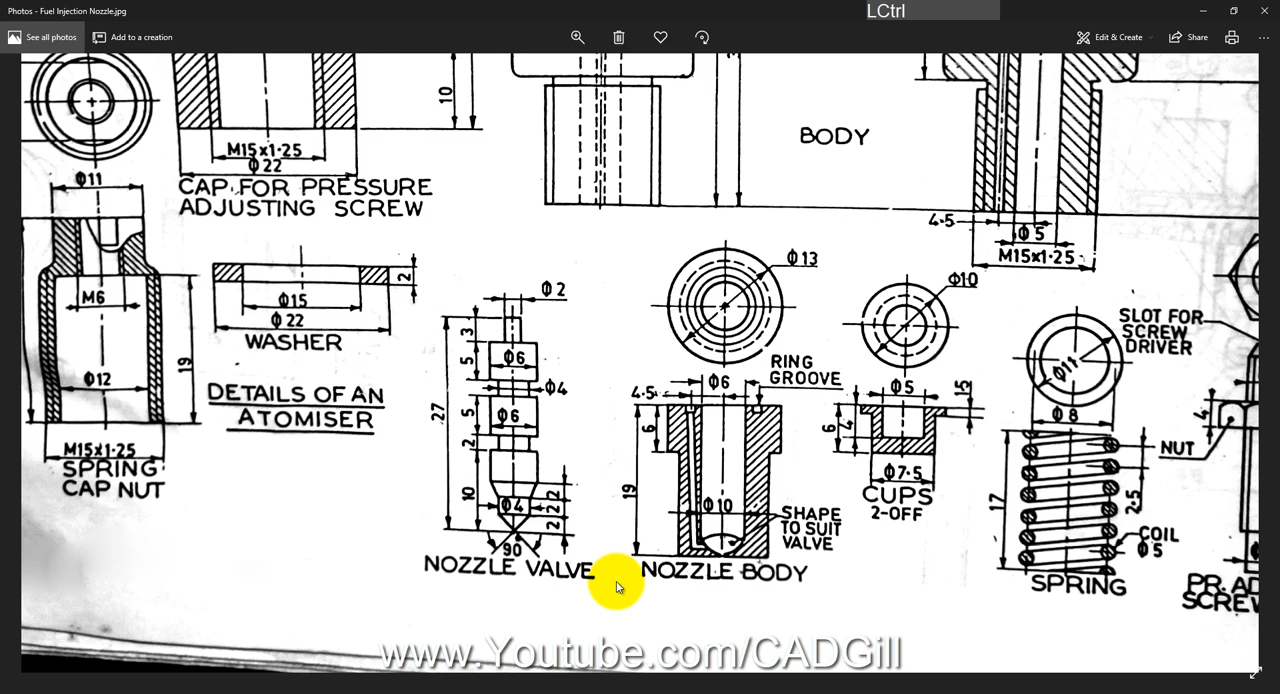 Photos - Fuel Injection Nozzle.jpg
LCtrl
See all photos
Add to a creation
Edit & Create
Share
10
M15x1·25
Φ22
CAP FOR PRESSURE
ADJUSTING SCREW
BODY
4·5
Φ5
M15x1·25
Φ11
M6
Φ12
19
M15x1·25
SPRING
CAP NUT
2
Φ15
Φ22
WASHER
DETAILS OF AN
ATOMISER
Φ2
3
5
Φ6
Φ4
27
5
Φ6
2
10
2
Φ4
2
2
90
NOZZLE VALVE
Φ13
RING
GROOVE
Φ6
4·5
6
19
Φ10
SHAPE
TO SUIT
VALVE
NOZZLE BODY
Φ10
Φ5
15
6
4
Φ7·5
CUPS
2-OFF
SLOT FOR
SCREW
DRIVER
Φ11
Φ8
17
2·5
COIL
Φ5
SPRING
4
NUT
PR. AD
SCREW
www.Youtube.com/CADGill